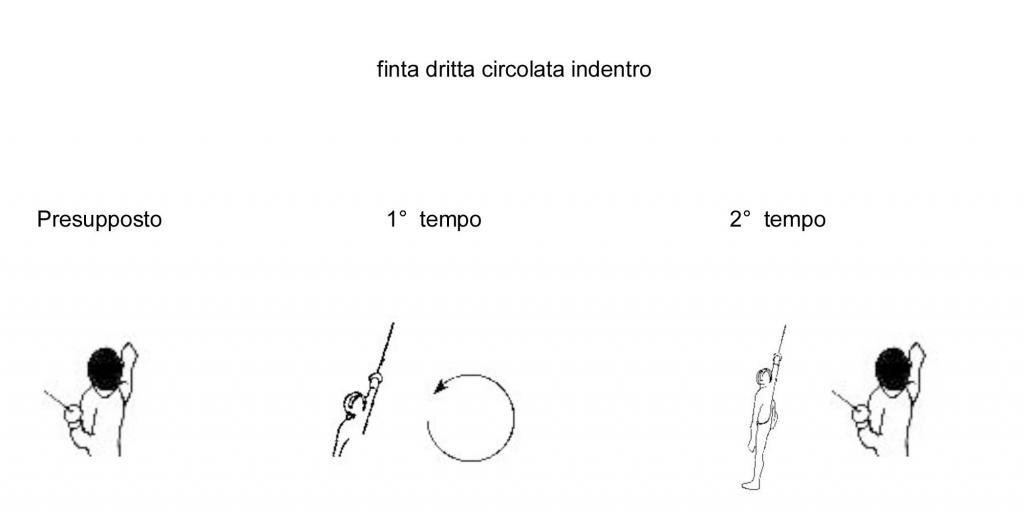 finta dritta circolata indentro
Presupposto
1° tempo
2° tempo